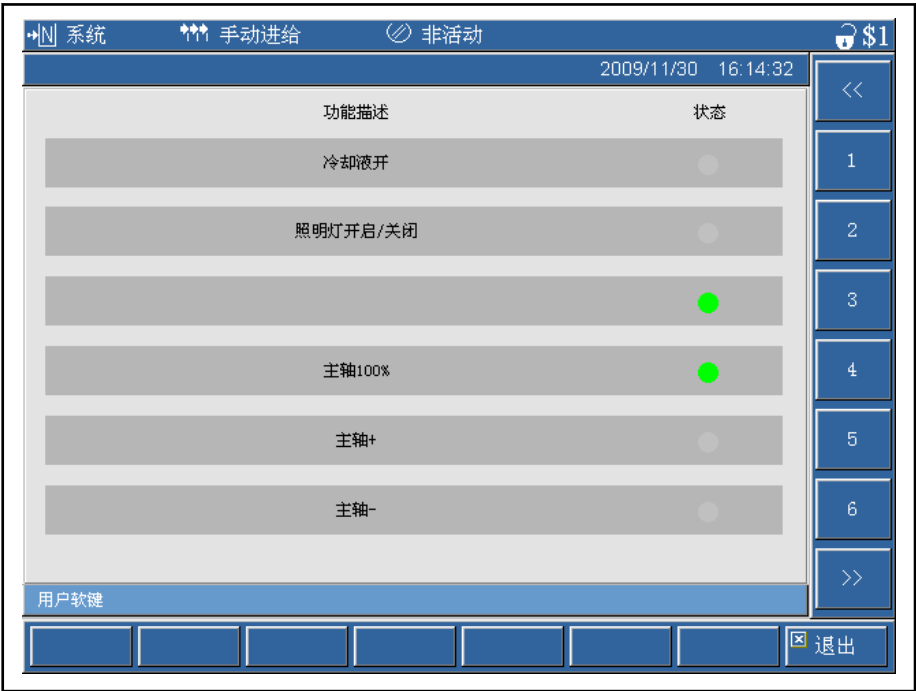 →N 系统 手动进给 非活动 $1
2009/11/30 16:14:32
<<
功能描述 状态
冷却液开 1
照明灯开启/关闭 2
3
主轴100% 4
主轴+ 5
主轴- 6
>>
用户软键
退出